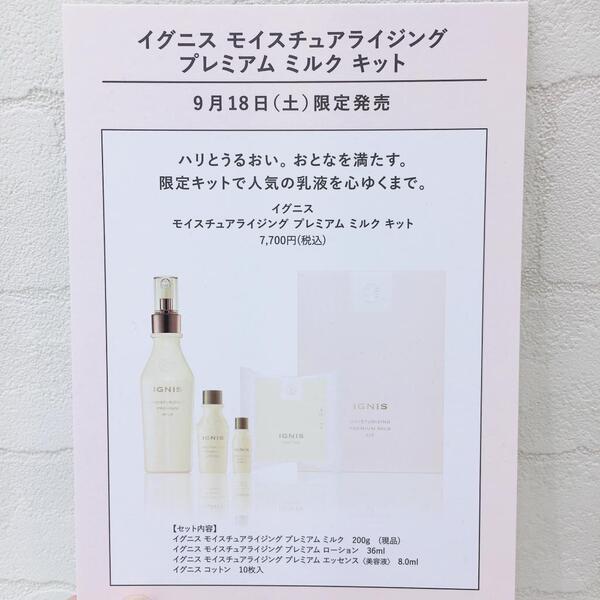 イグニス モイスチュアライジング
プレミアム ミルク キット
9月18日(土)限定発売
ハリとうるおい。おとなを満たす。
限定キットで人気の乳液を心ゆくまで。
イグニス
モイスチュアライジング プレミアム ミルク キット
7,700円(税込)
IGNIS
MOISTURIZING
PREMIUM
MILK
IGNIS
IGNIS
IGNIS
IGNIS
MOISTURIZING
PREMIUM MILK
KIT
【セット内容】
イグニス モイスチュアライジング プレミアム ミルク 200g (現品)
イグニス モイスチュアライジング プレミアム ローション 36ml
イグニス モイスチュアライジング プレミアム エッセンス〈美容液〉 8.0ml
イグニス コットン 10枚入